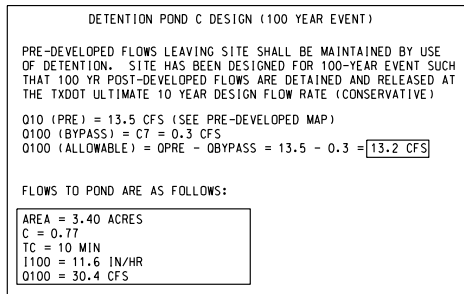 DETENTION POND C DESIGN (100 YEAR EVENT)
PRE-DEVELOPED FLOWS LEAVING SITE SHALL BE MAINTAINED BY USE
OF DETENTION. SITE HAS BEEN DESIGNED FOR 100-YEAR EVENT SUCH
THAT 100 YR POST-DEVELOPED FLOWS ARE DETAINED AND RELEASED AT
THE TXDOT ULTIMATE 10 YEAR DESIGN FLOW RATE (CONSERVATIVE)
Q10 (PRE) = 13.5 CFS (SEE PRE-DEVELOPED MAP)
Q100 (BYPASS) = C7 = 0.3 CFS
Q100 (ALLOWABLE) = QPRE - QBYPASS = 13.5 - 0.3 = 13.2 CFS
FLOWS TO POND ARE AS FOLLOWS:
AREA = 3.40 ACRES
C = 0.77
TC = 10 MIN
I100 = 11.6 IN/HR
Q100 = 30.4 CFS